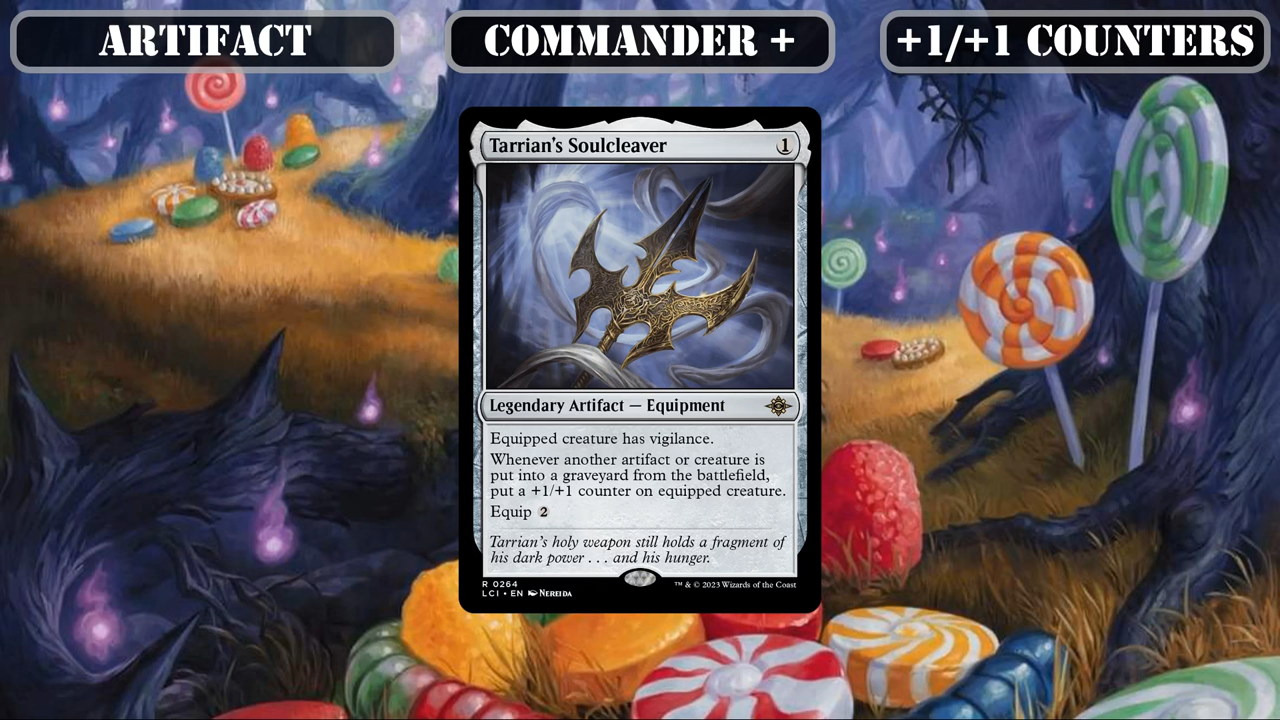 ARTIFACT
COMMANDER +
+1/+1 COUNTERS
Tarrian's Soulcleaver 1
Legendary Artifact — Equipment
Equipped creature has vigilance.
Whenever another artifact or creature is
put into a graveyard from the battlefield,
put a +1/+1 counter on equipped creature.
Equip 2
Tarrian's holy weapon still holds a fragment of
his dark power . . . and his hunger.
R 0264
LCI • EN NEREIDA
™ & © 2023 Wizards of the Coast